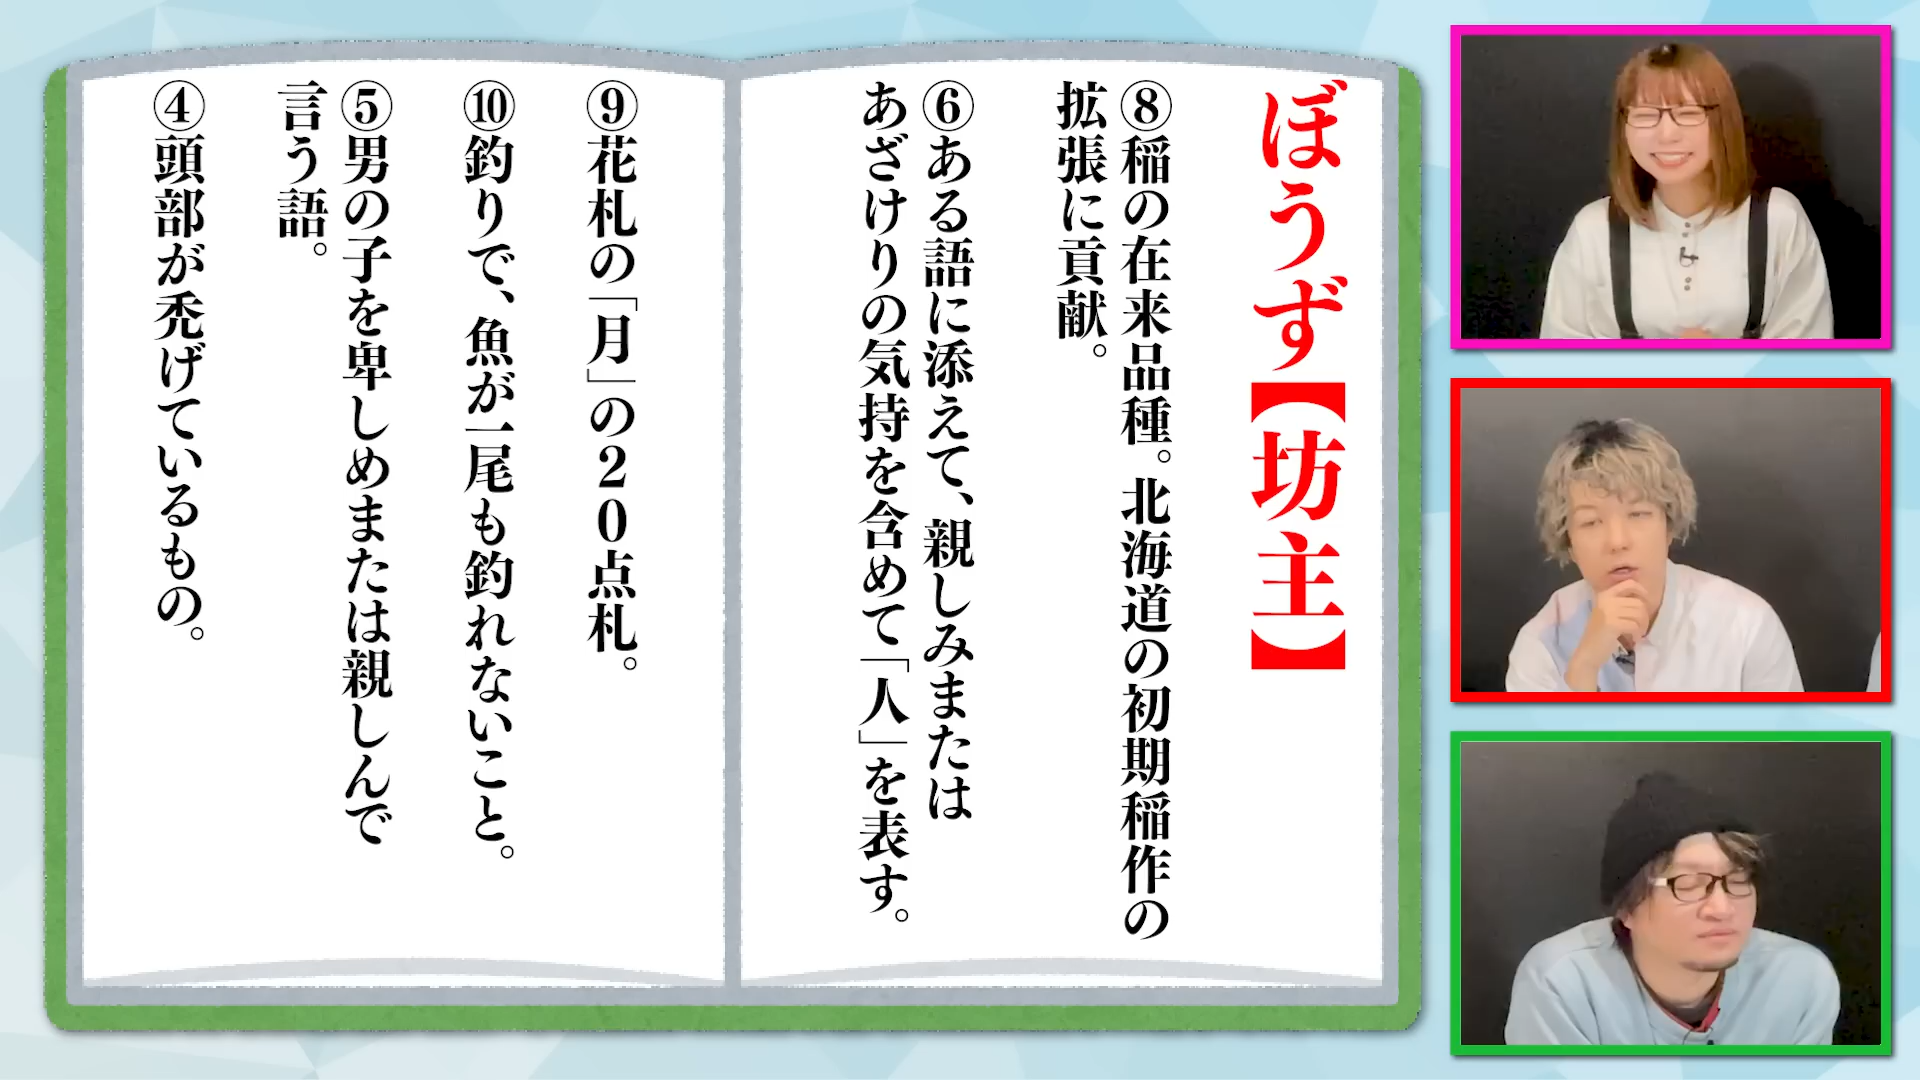 ぼうず【坊主】
⑧稲の在来品種。北海道の初期稲作の
拡張に貢献。
⑥ある語に添えて、親しみまたは
あざけりの気持を含めて「人」を表す。
⑨花札の「月」の20点札。
⑩釣りで、魚が一尾も釣れないこと。
⑤男の子を卑しめまたは親しんで
言う語。
④頭部が禿げているもの。